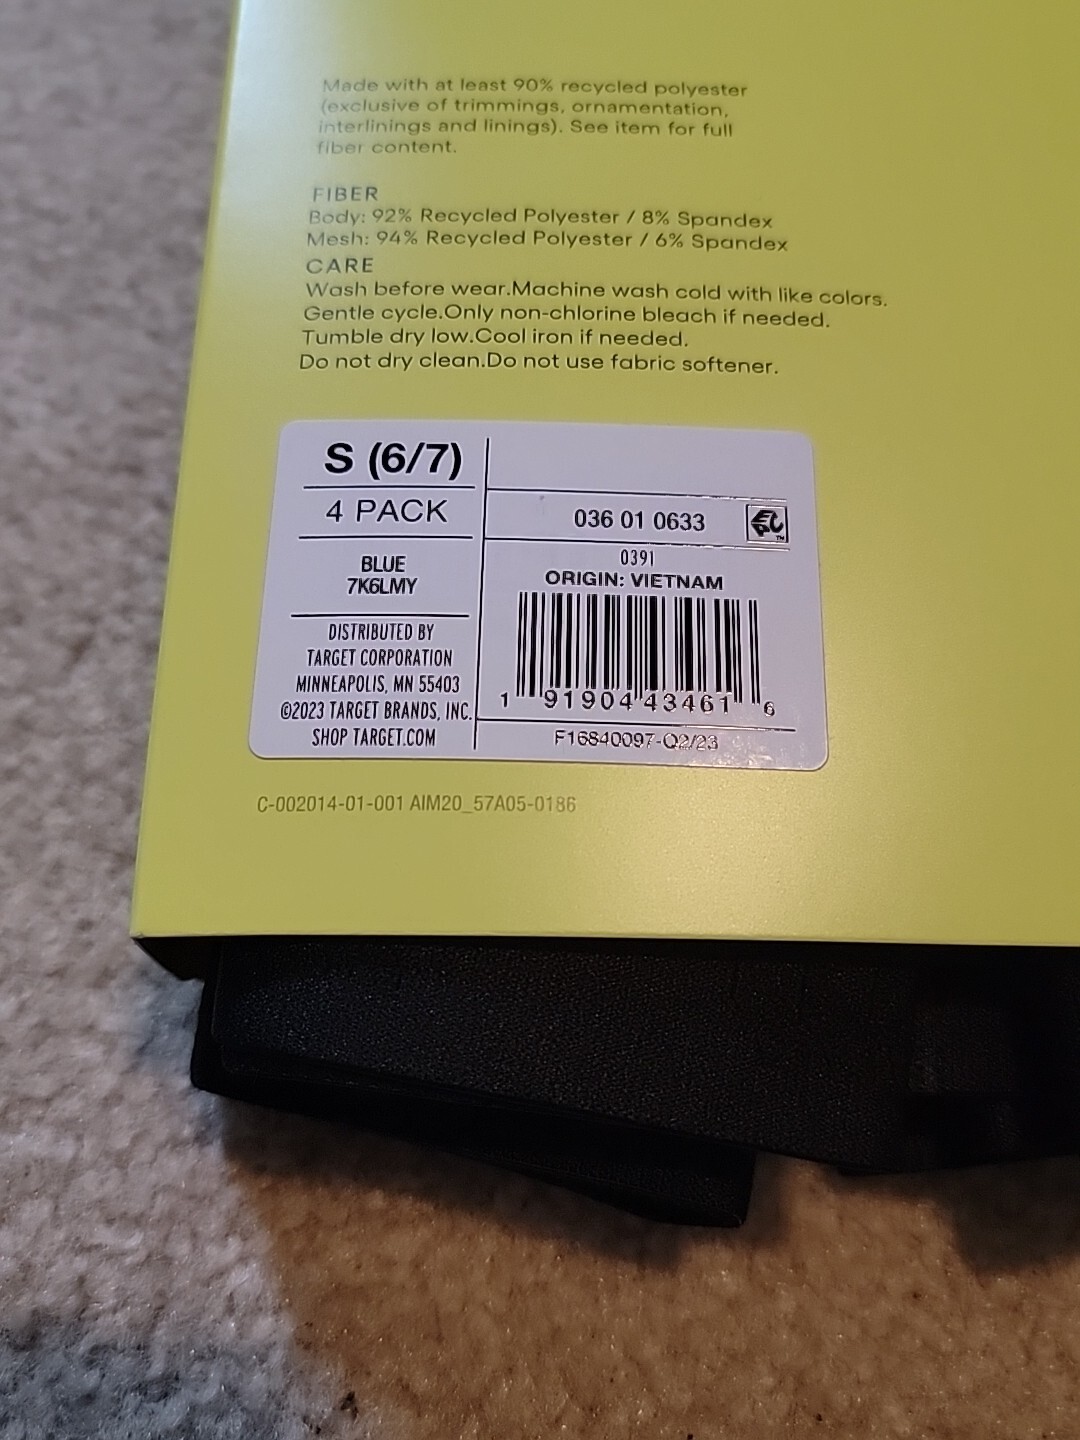 Made with at least 90% recycled polyester
(exclusive of trimmings, ornamentation,
interlinings and linings). See item for full
fiber content.
FIBER
Body: 92% Recycled Polyester / 8% Spandex
Mesh: 94% Recycled Polyester / 6% Spandex
CARE
Wash before wear.Machine wash cold with like colors.
Gentle cycle.Only non-chlorine bleach if needed.
Tumble dry low.Cool iron if needed.
Do not dry clean.Do not use fabric softener.
S (6/7)
4 PACK
BLUE
7K6LMY
DISTRIBUTED BY
TARGET CORPORATION
MINNEAPOLIS, MN 55403
©2023 TARGET BRANDS, INC.
SHOP TARGET.COM
036 01 0633
0391
ORIGIN: VIETNAM
1 91904 43461 6
F16840097-Q2/23
C-002014-01-001 AIM20_57A05-0186